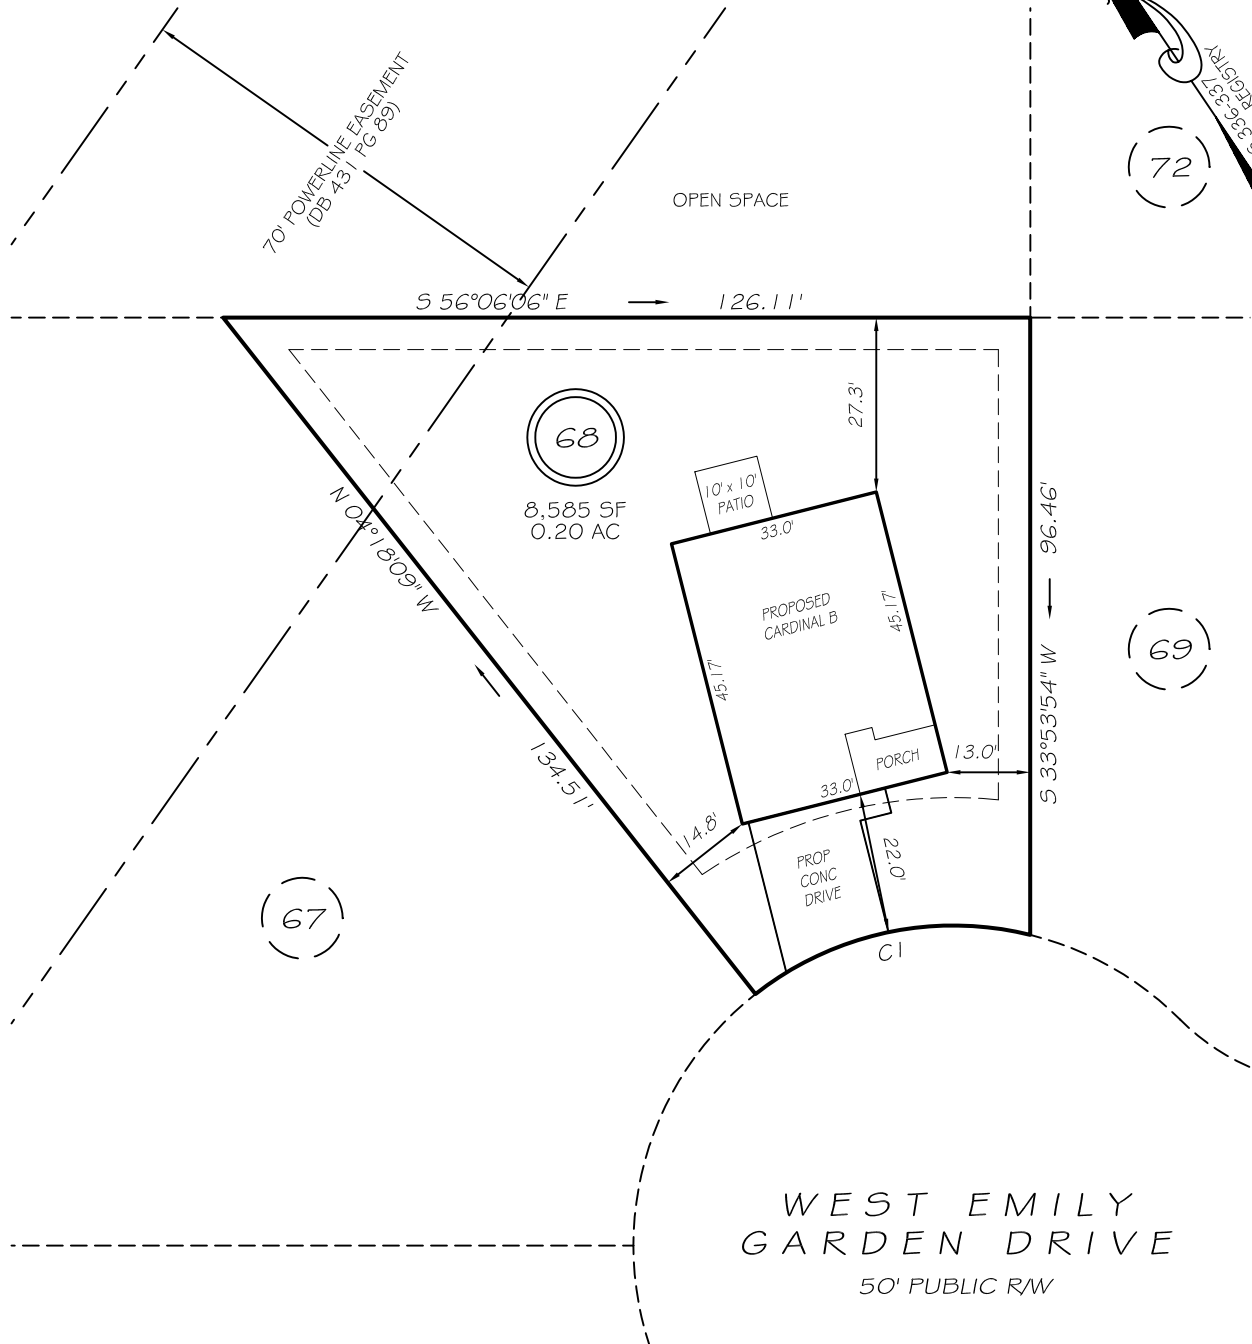 336-337
REGISTRY
72
70' POWERLINE EASEMENT
(DB 431 PG 89)
OPEN SPACE
S 56°06'06" E
126.11'
27.3'
68
8,585 SF
0.20 AC
10' x 10'
PATIO
33.0'
N 04°18'09" W
96.46'
S 33°53'54" W
PROPOSED
CARDINAL B
45.17'
45.17'
69
PORCH
13.0'
33.0'
134.51'
14.8'
22.0'
PROP
CONC
DRIVE
67
C1
WEST EMILY
GARDEN DRIVE
50' PUBLIC R/W